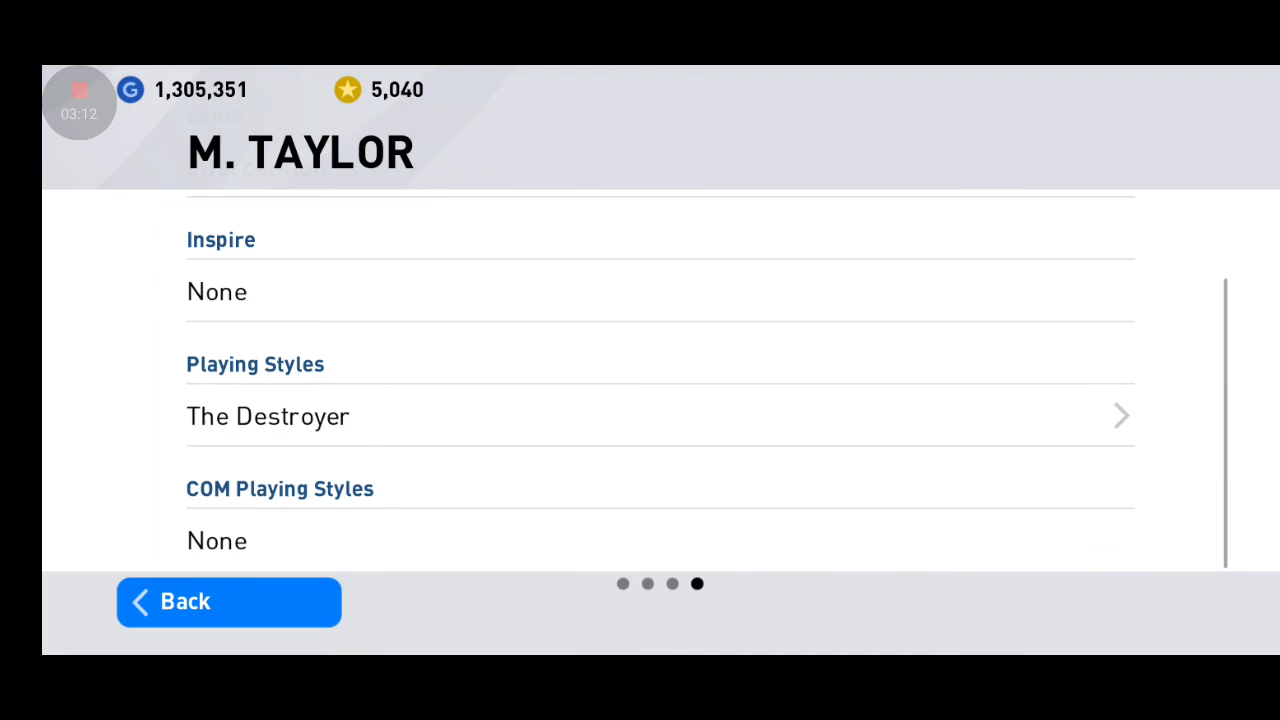 G 1,305,351 5,040
03:12
Skills
M. TAYLOR
Inspire
None
Playing Styles
The Destroyer
COM Playing Styles
None
Back